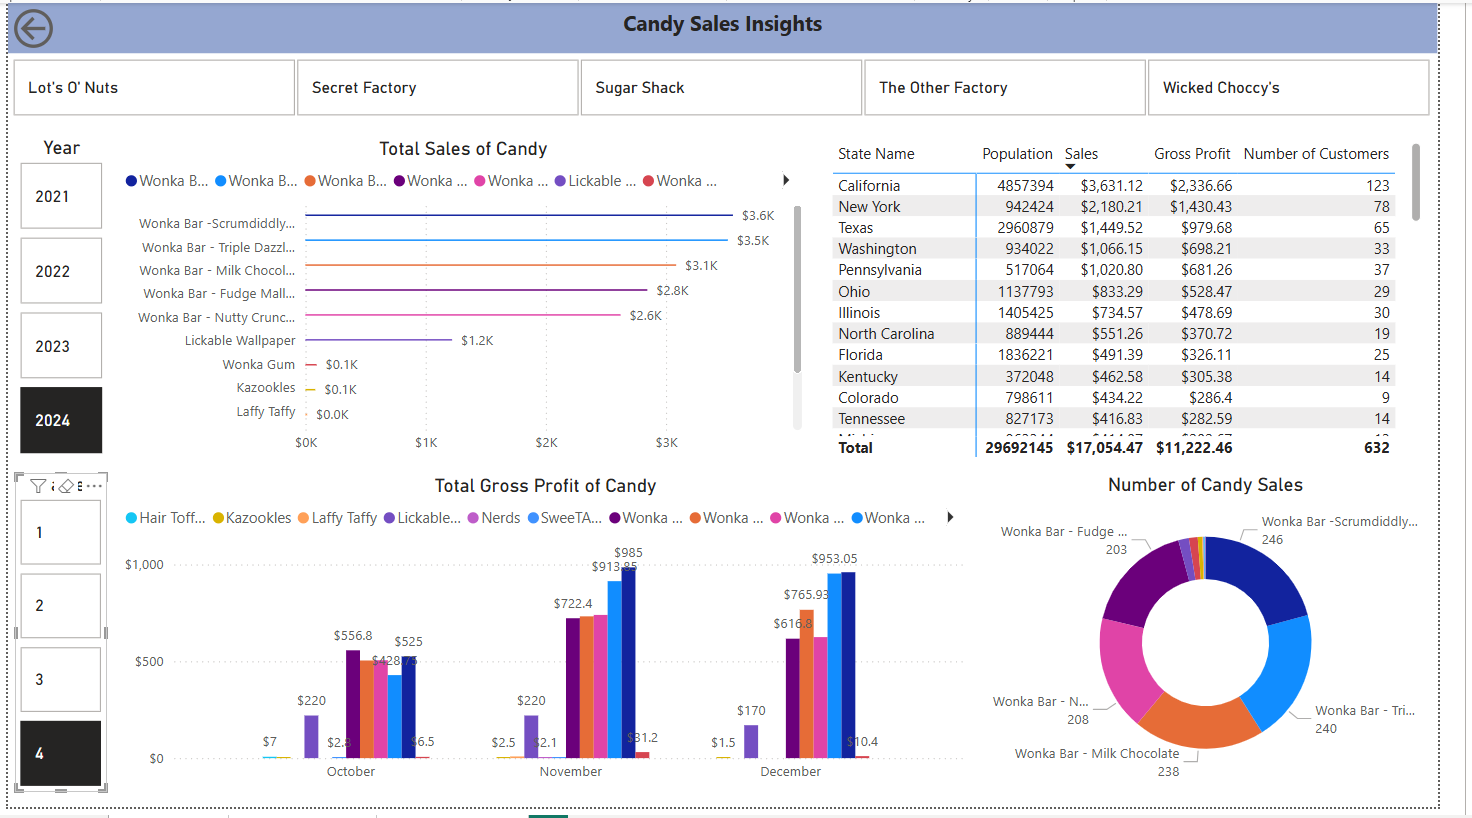 Candy Sales Insights
Lot's O' Nuts
Secret Factory
Sugar Shack
The Other Factory
Wicked Choccy's
Year
2021
2022
2023
2024
Total Sales of Candy
Wonka B... Wonka B... Wonka B... Wonka ... Wonka ... Lickable ... Wonka ...
Wonka Bar -Scrumdiddly... $3.6K
Wonka Bar - Triple Dazzl... $3.5K
Wonka Bar - Milk Chocol... $3.1K
Wonka Bar - Fudge Mall... $2.8K
Wonka Bar - Nutty Crunc... $2.6K
Lickable Wallpaper $1.2K
Wonka Gum $0.1K
Kazookles $0.1K
Laffy Taffy $0.0K
$0K $1K $2K $3K
State Name Population Sales Gross Profit Number of Customers
California 4857394 $3,631.12 $2,336.66 123
New York 942424 $2,180.21 $1,430.43 78
Texas 2960879 $1,449.52 $979.68 65
Washington 934022 $1,066.15 $698.21 33
Pennsylvania 517064 $1,020.80 $681.26 37
Ohio 1137793 $833.29 $528.47 29
Illinois 1405425 $734.57 $478.69 30
North Carolina 889444 $551.26 $370.72 19
Florida 1836221 $491.39 $326.11 25
Kentucky 372048 $462.58 $305.38 14
Colorado 798611 $434.22 $286.4 9
Tennessee 827173 $416.83 $282.59 14
Total 29692145 $17,054.47 $11,222.46 632
1
2
3
4
Total Gross Profit of Candy
Hair Toff... Kazookles Laffy Taffy Lickable... Nerds SweeTA... Wonka ... Wonka ... Wonka ... Wonka ...
$1,000
$500
$0
$7
$220
$2.8
$556.8
$428.75
$525
$6.5
October
$2.5
$220
$2.1
$722.4
$913.85
$985
$31.2
November
$1.5
$170
$616.8
$765.93
$953.05
$10.4
December
Number of Candy Sales
Wonka Bar -Scrumdiddly...
246
Wonka Bar - Tri...
240
Wonka Bar - Milk Chocolate
238
Wonka Bar - N...
208
Wonka Bar - Fudge ...
203